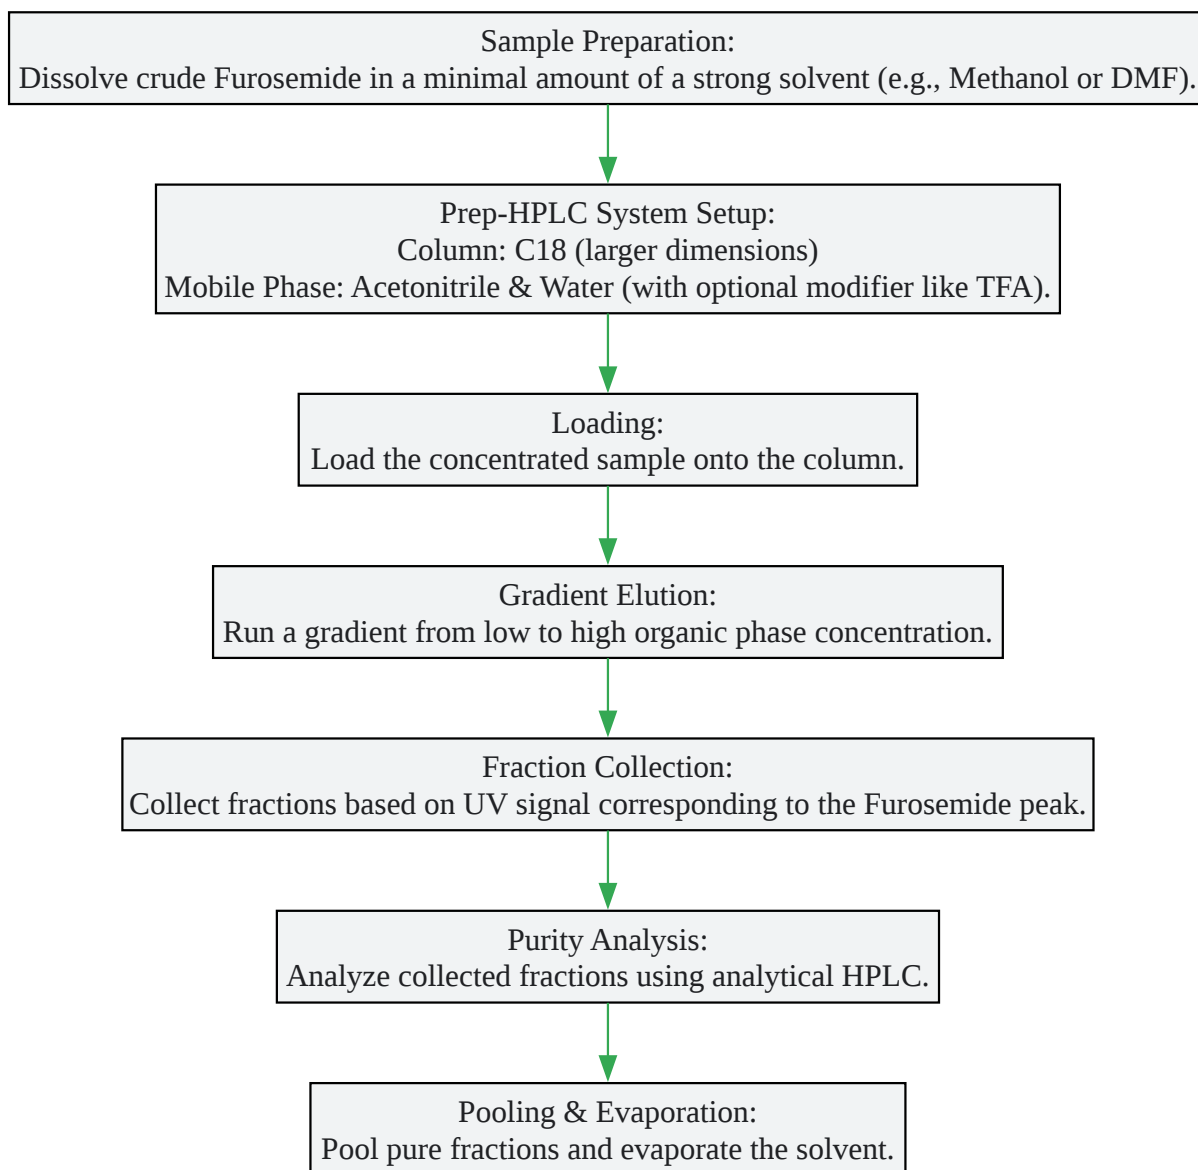 Sample Preparation:
Dissolve crude Furosemide in a minimal amount of a strong solvent (e.g., Methanol or DMF).
Prep-HPLC System Setup:
Column: C18 (larger dimensions)
Mobile Phase: Acetonitrile & Water (with optional modifier like TFA).
Loading:
Load the concentrated sample onto the column.
Gradient Elution:
Run a gradient from low to high organic phase concentration.
Fraction Collection:
Collect fractions based on UV signal corresponding to the Furosemide peak.
Purity Analysis:
Analyze collected fractions using analytical HPLC.
Pooling & Evaporation:
Pool pure fractions and evaporate the solvent.